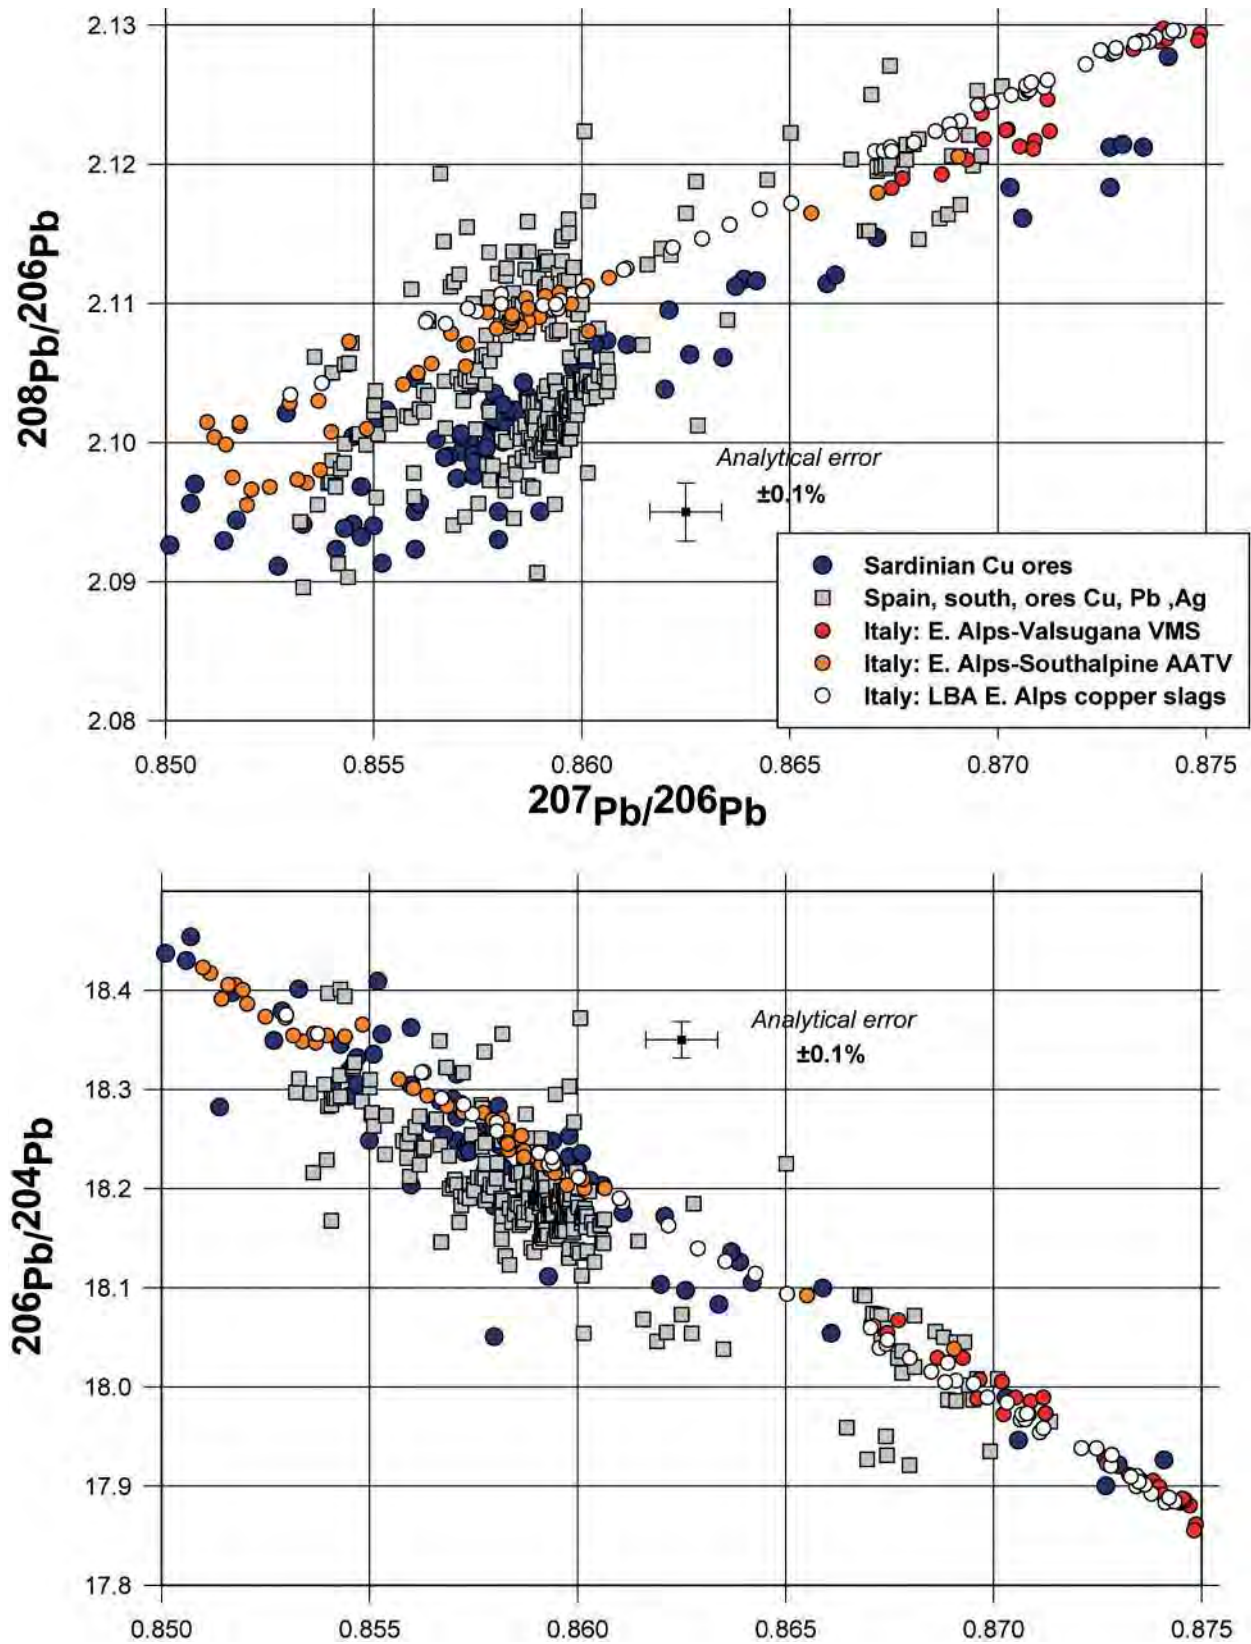 2.13
2.12
2.11
2.10
2.09
2.08
208Pb/206Pb
Analytical error
±0.1%
Sardinian Cu ores
Spain, south, ores Cu, Pb ,Ag
Italy: E. Alps-Valsugana VMS
Italy: E. Alps-Southalpine AATV
Italy: LBA E. Alps copper slags
0.850 0.855 0.860 0.865 0.870 0.875
207Pb/206Pb
18.4
18.3
18.2
18.1
18.0
17.9
17.8
206Pb/204Pb
Analytical error
±0.1%
0.850 0.855 0.860 0.865 0.870 0.875